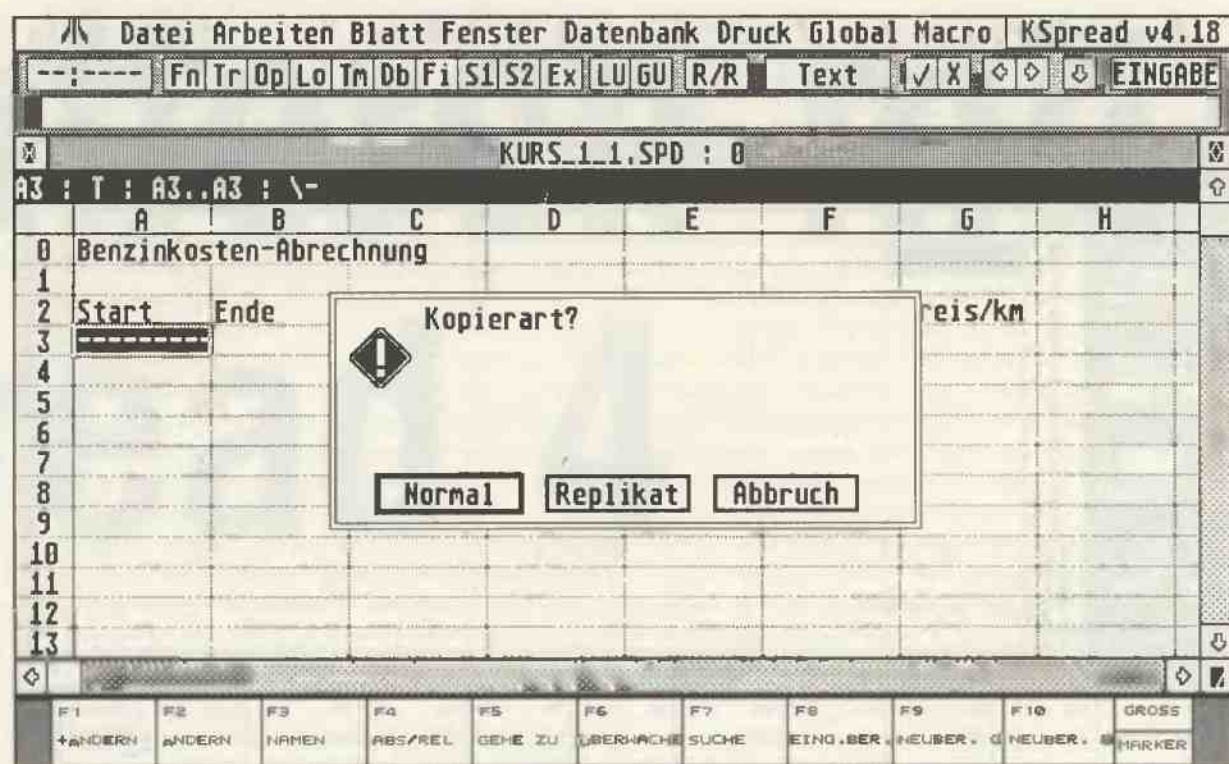 Datei Arbeiten Blatt Fenster Datenbank Druck Global Macro KSpread v4.18
--:---- Fn Tr Op Lo Tm Db Fi S1 S2 Ex LU GU R/R Text EINGABE
KURS_1_1.SPD : 0
A3 : T : A3..A3 : \-
A B C D E F G H
0 Benzinkosten-Abrechnung
1
2 Start Ende reis/km
3 ---------
4
5
6
7
8
9
10
11
12
13
Kopierart?
!
Normal Replikat Abbruch
F1 F2 F3 F4 F5 F6 F7 F8 F9 F10 GROSS
+ANDERN ANDERN NAMEN ABS/REL GEHE ZU UBERWACHE SUCHE EING.BER. NEUBER. G NEUBER. B MARKER